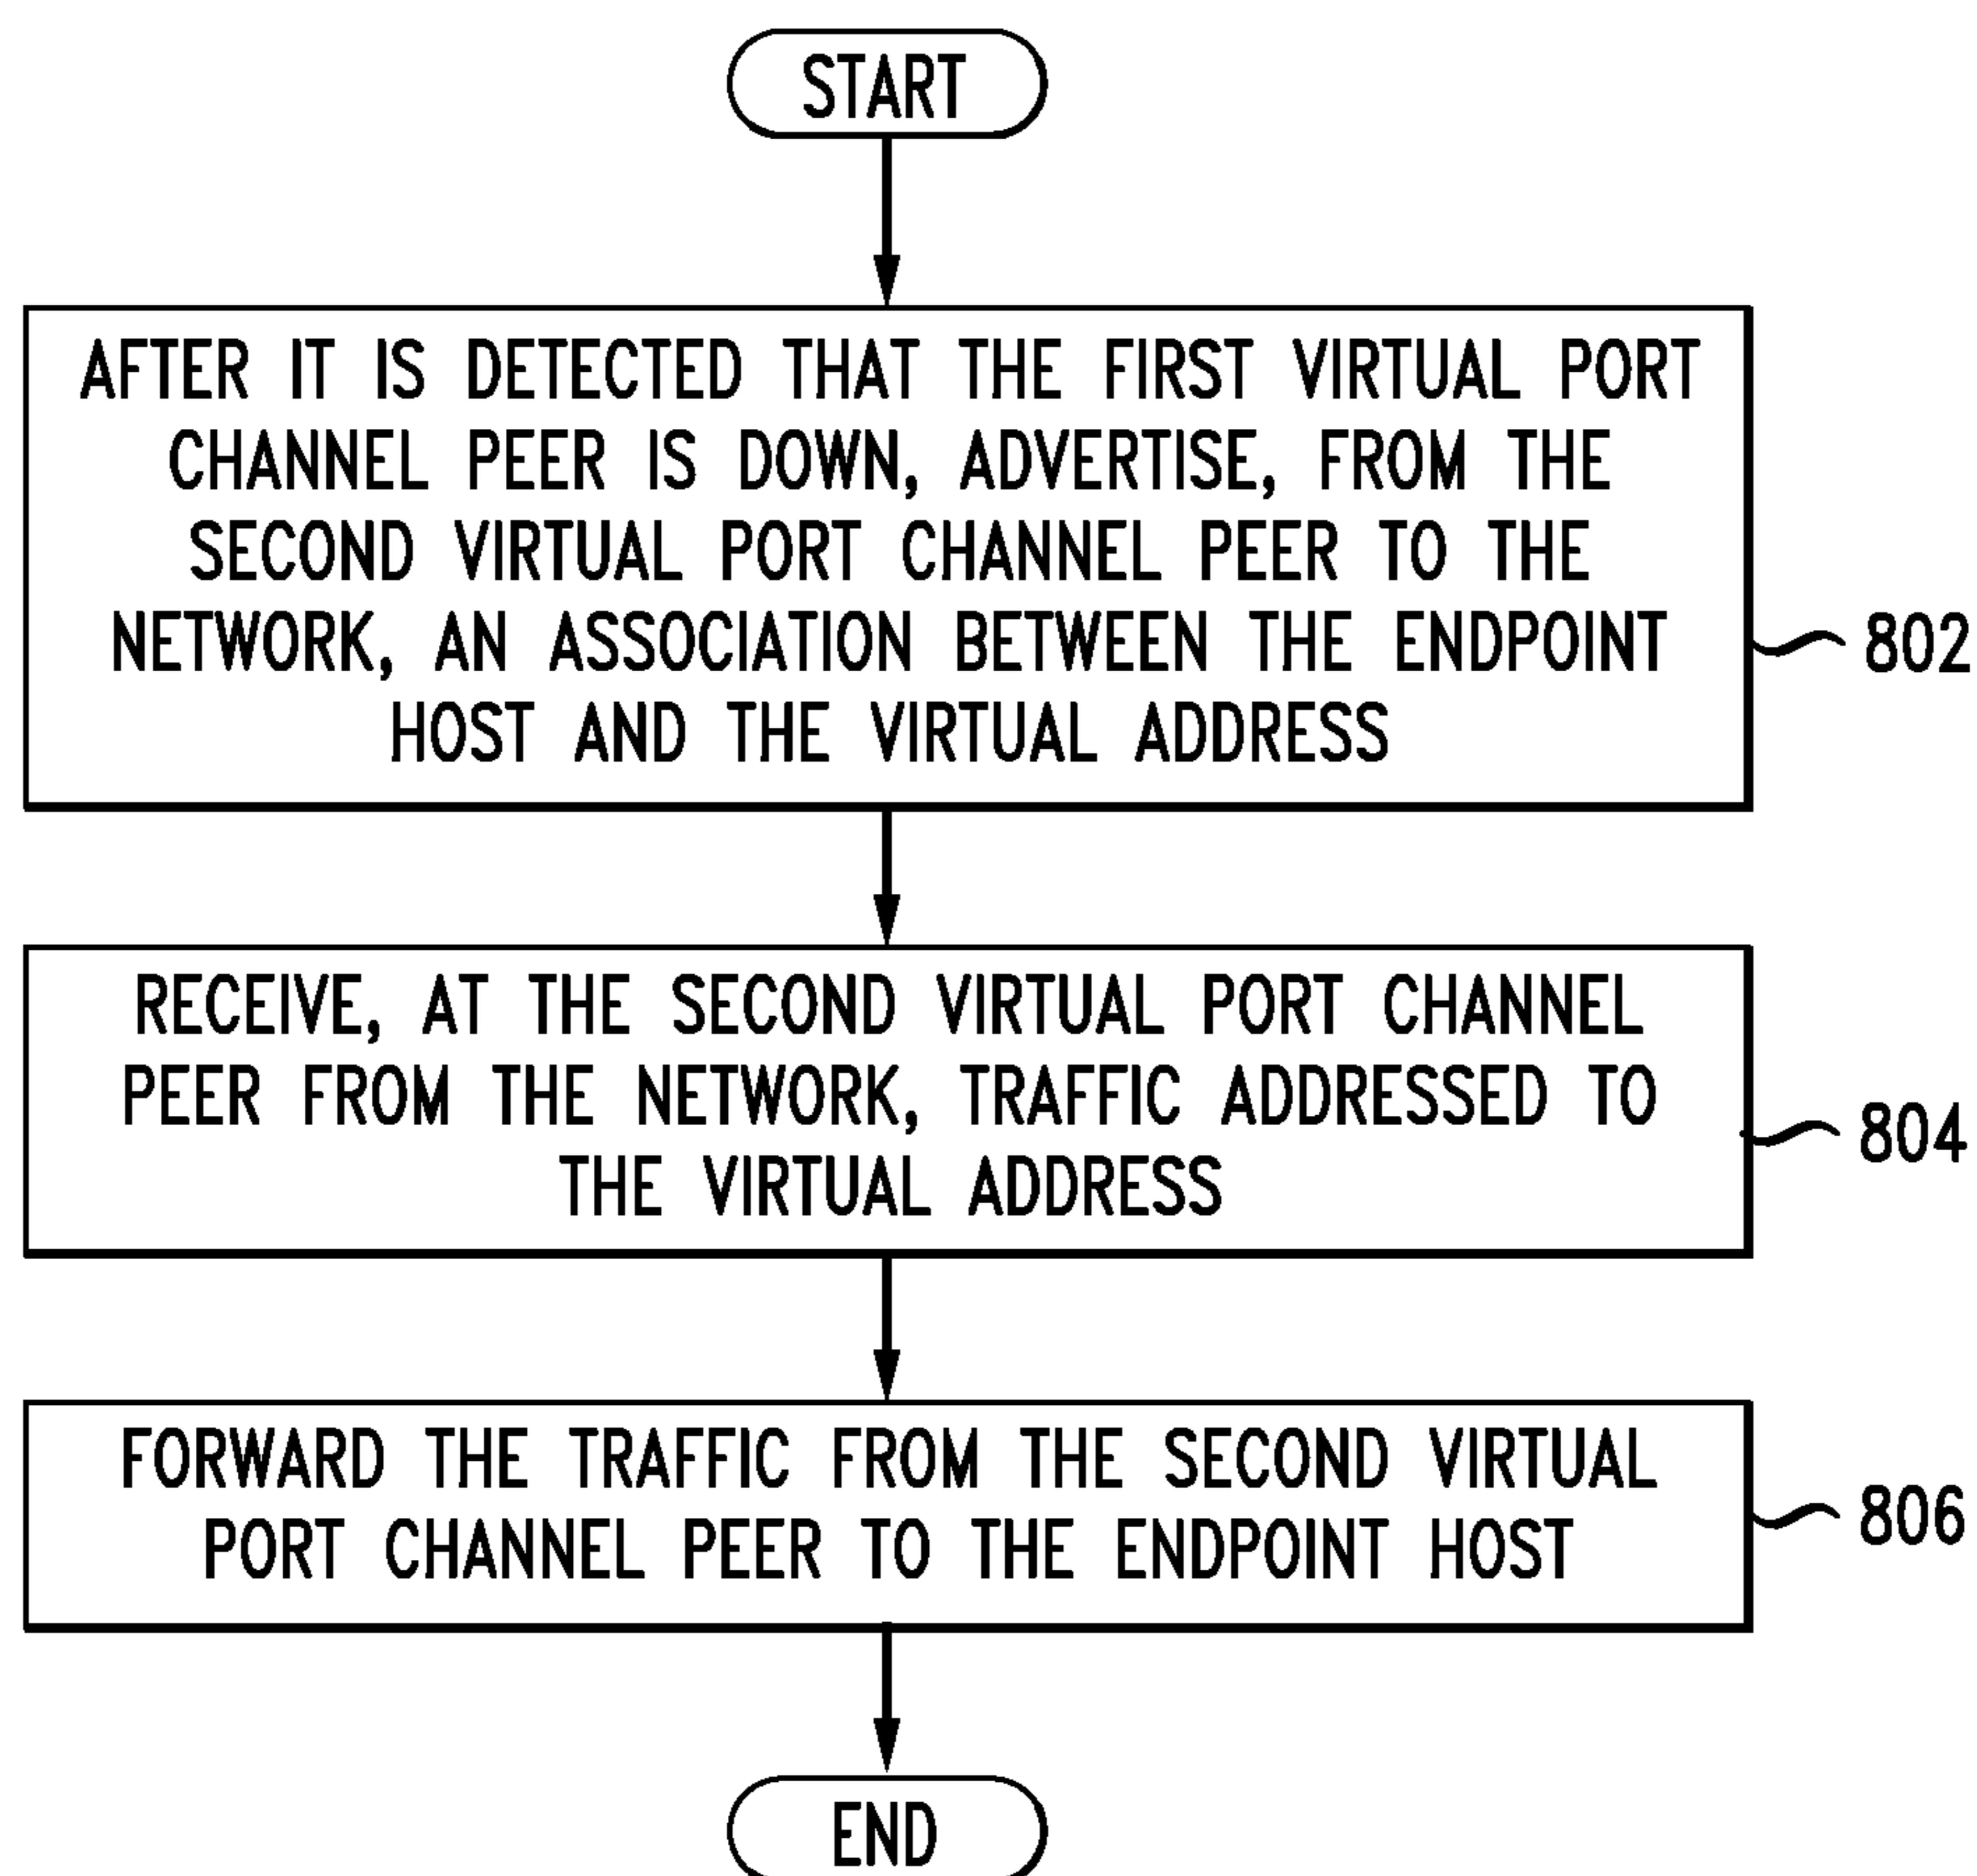 START
AFTER IT IS DETECTED THAT THE FIRST VIRTUAL PORT
CHANNEL PEER IS DOWN, ADVERTISE, FROM THE
SECOND VIRTUAL PORT CHANNEL PEER TO THE
NETWORK, AN ASSOCIATION BETWEEN THE ENDPOINT
HOST AND THE VIRTUAL ADDRESS
802
RECEIVE, AT THE SECOND VIRTUAL PORT CHANNEL
PEER FROM THE NETWORK, TRAFFIC ADDRESSED TO
THE VIRTUAL ADDRESS
804
FORWARD THE TRAFFIC FROM THE SECOND VIRTUAL
PORT CHANNEL PEER TO THE ENDPOINT HOST
806
END